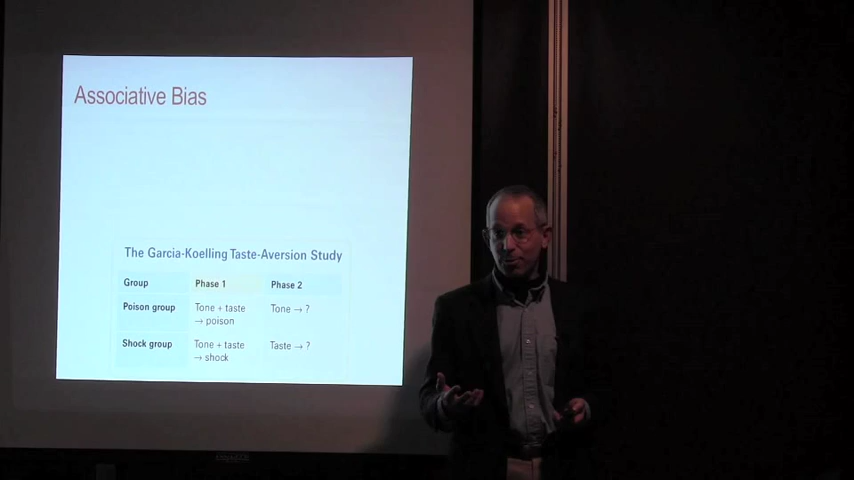 Associative Bias
The Garcia-Koelling Taste-Aversion Study
Group Phase 1 Phase 2
Poison group Tone + taste Tone → ?
→ poison
Shock group Tone + taste Taste → ?
→ shock